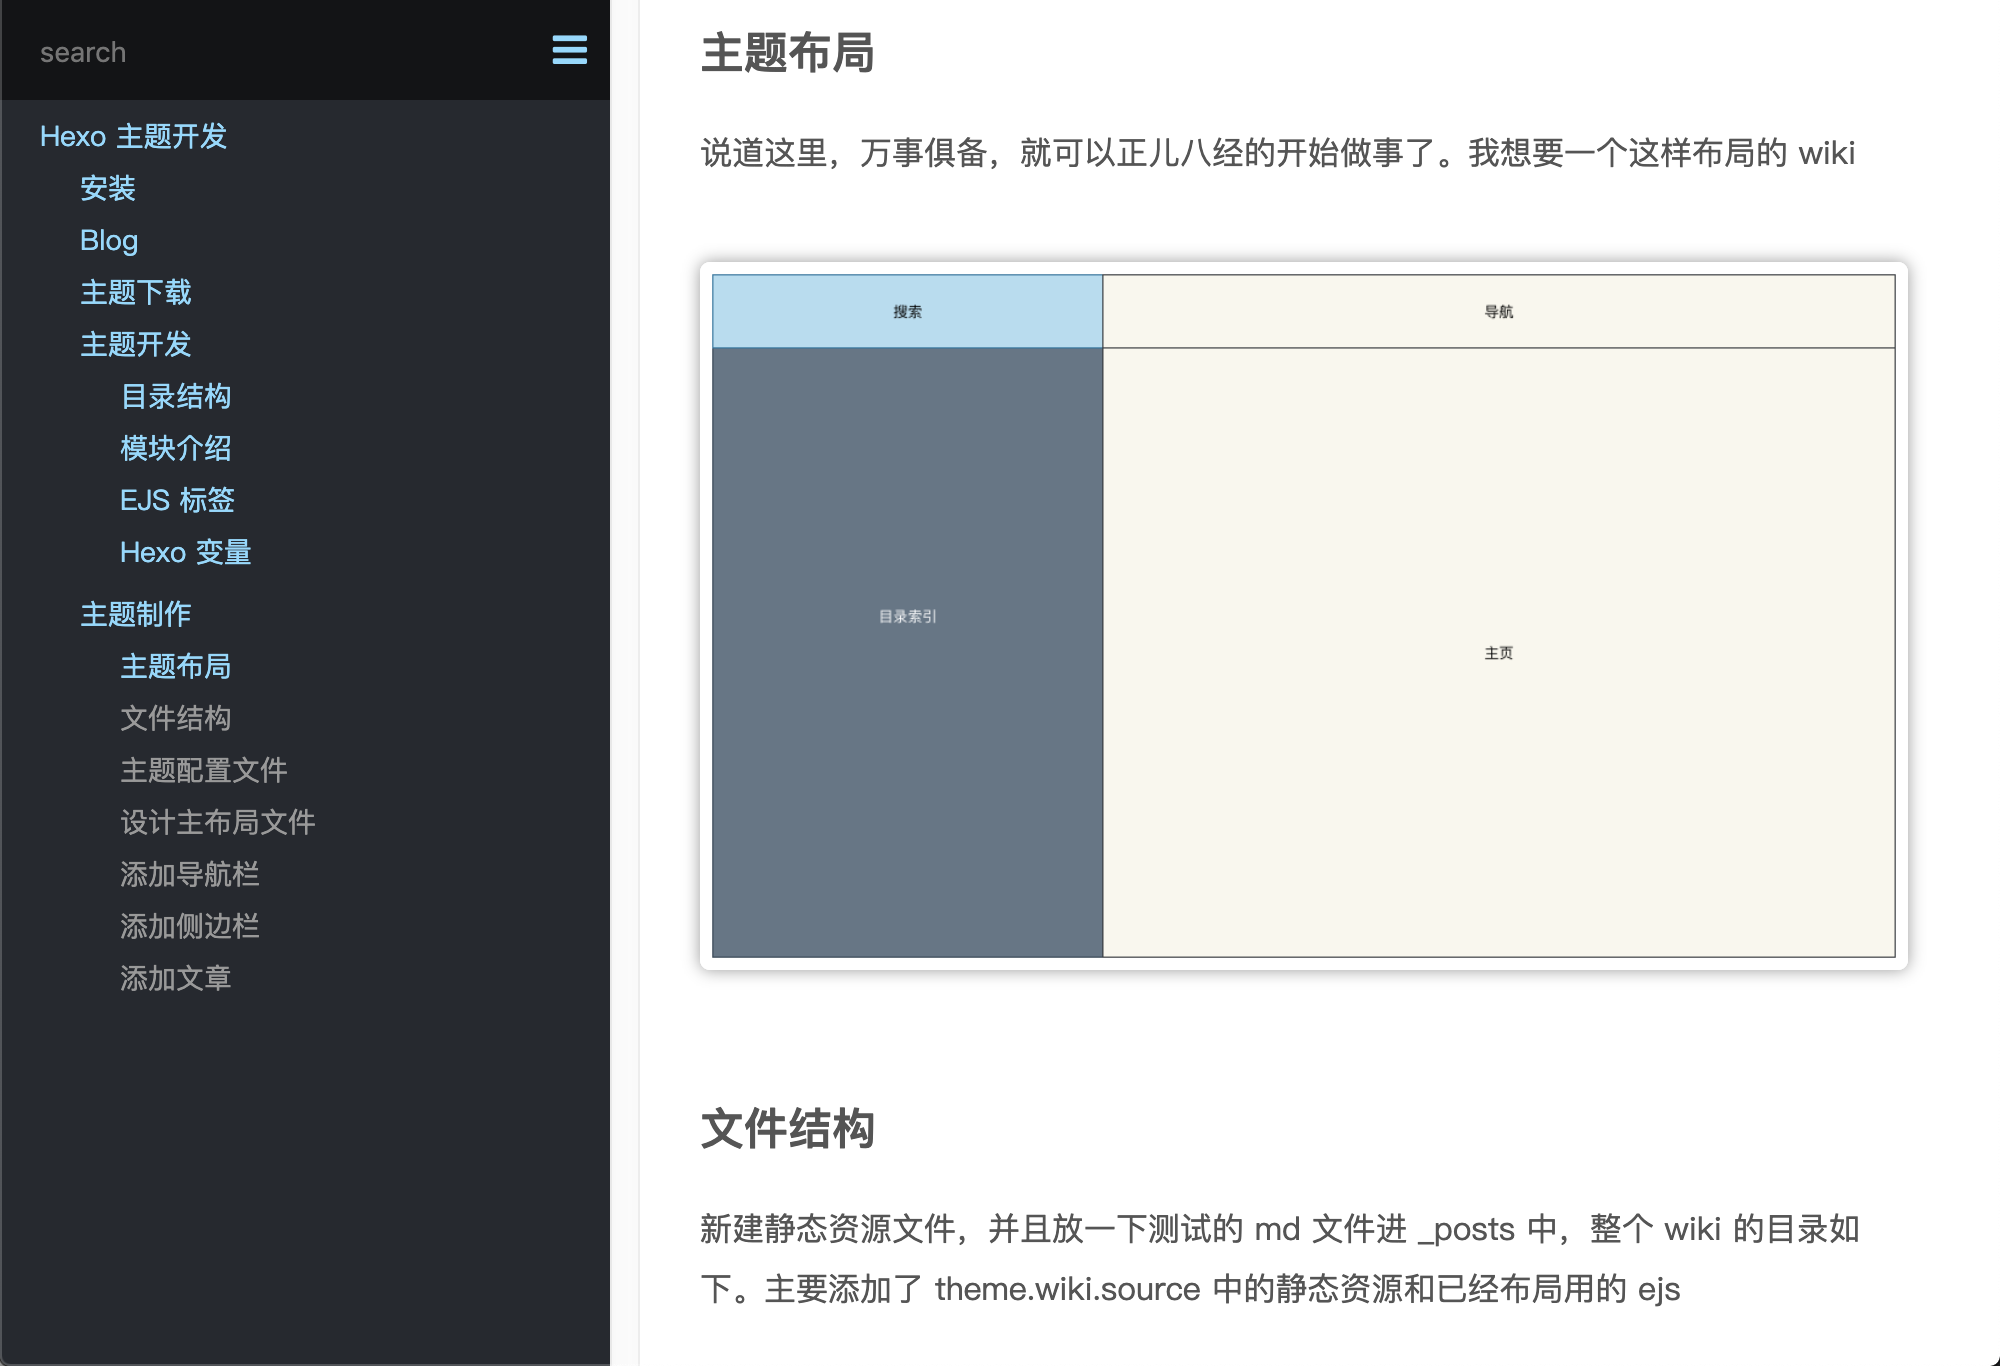 search
Hexo 主题开发
安装
Blog
主题下载
主题开发
目录结构
模块介绍
EJS 标签
Hexo 变量
主题制作
主题布局
文件结构
主题配置文件
设计主布局文件
添加导航栏
添加侧边栏
添加文章
主题布局
说道这里，万事俱备，就可以正儿八经的开始做事了。我想要一个这样布局的 wiki
搜索
导航
目录索引
主页
文件结构
新建静态资源文件，并且放一下测试的 md 文件进 _posts 中，整个 wiki 的目录如
下。主要添加了 theme.wiki.source 中的静态资源和已经布局用的 ejs